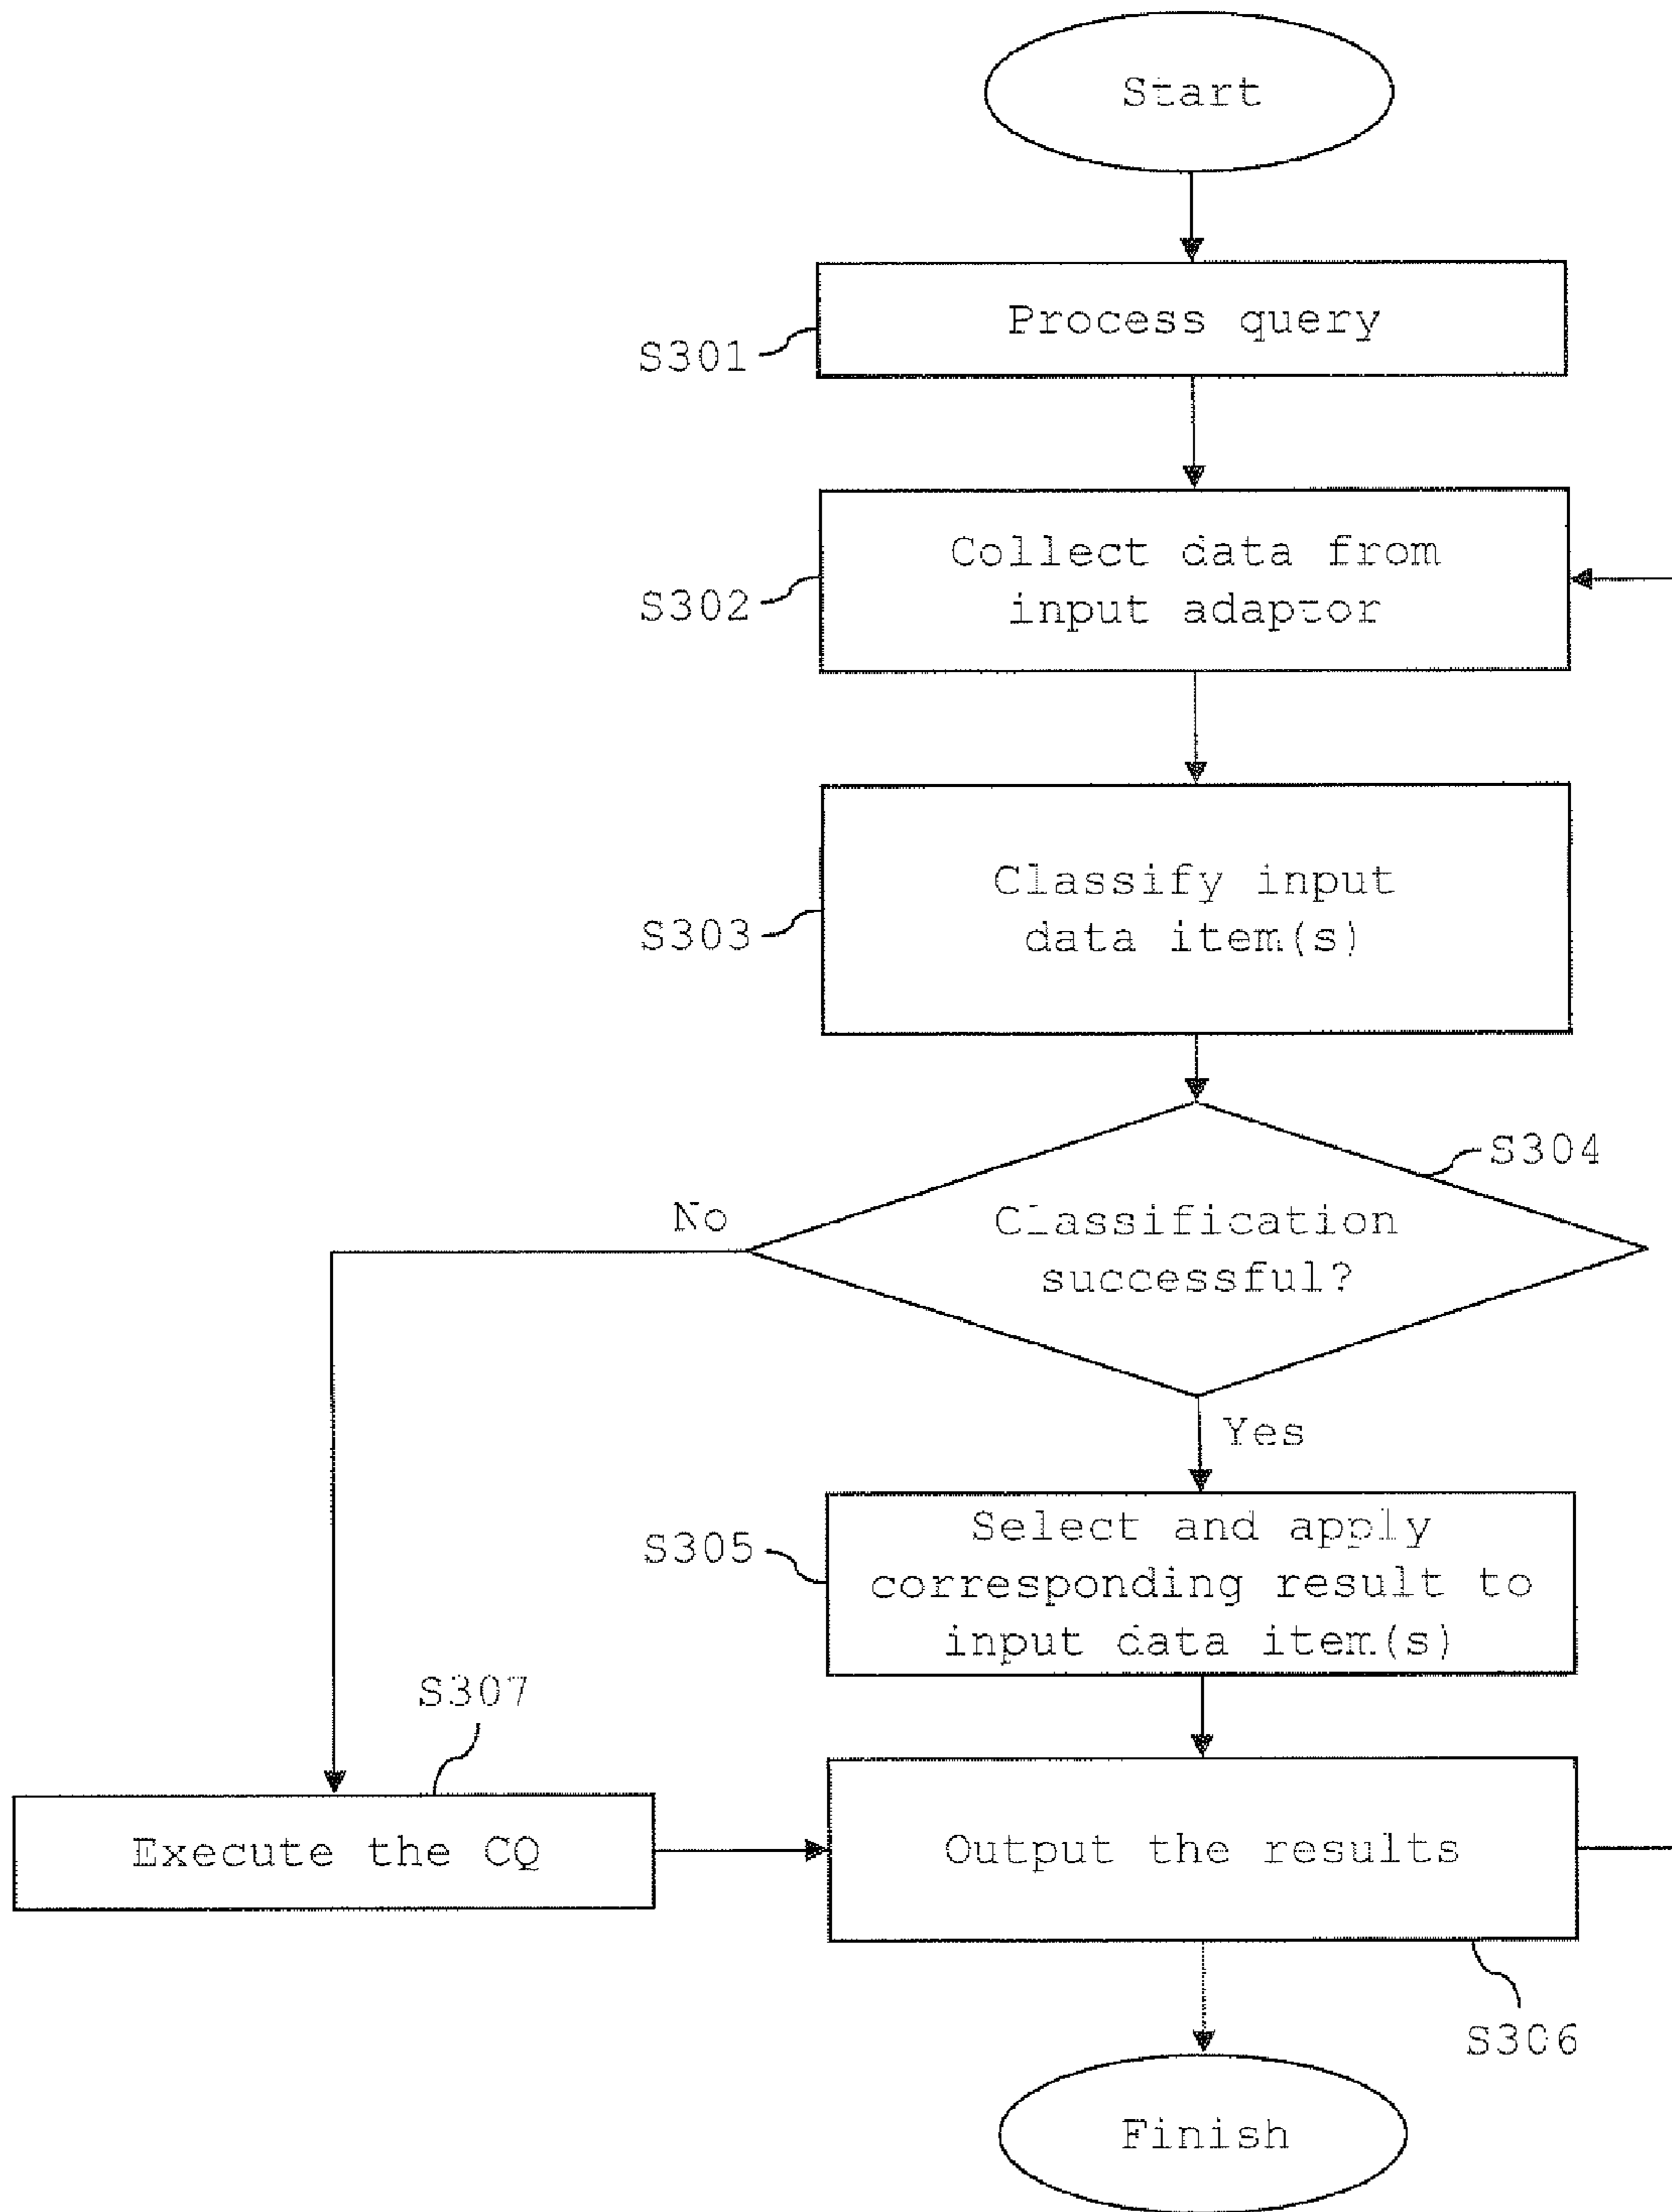 Start
Process query
S301
Collect data from
input adaptor
S302
Classify input
data item(s)
S303
S304
No
Classification
successful?
Yes
Select and apply
corresponding result to
input data item(s)
S305
S307
Execute the CQ
Output the results
S306
Finish